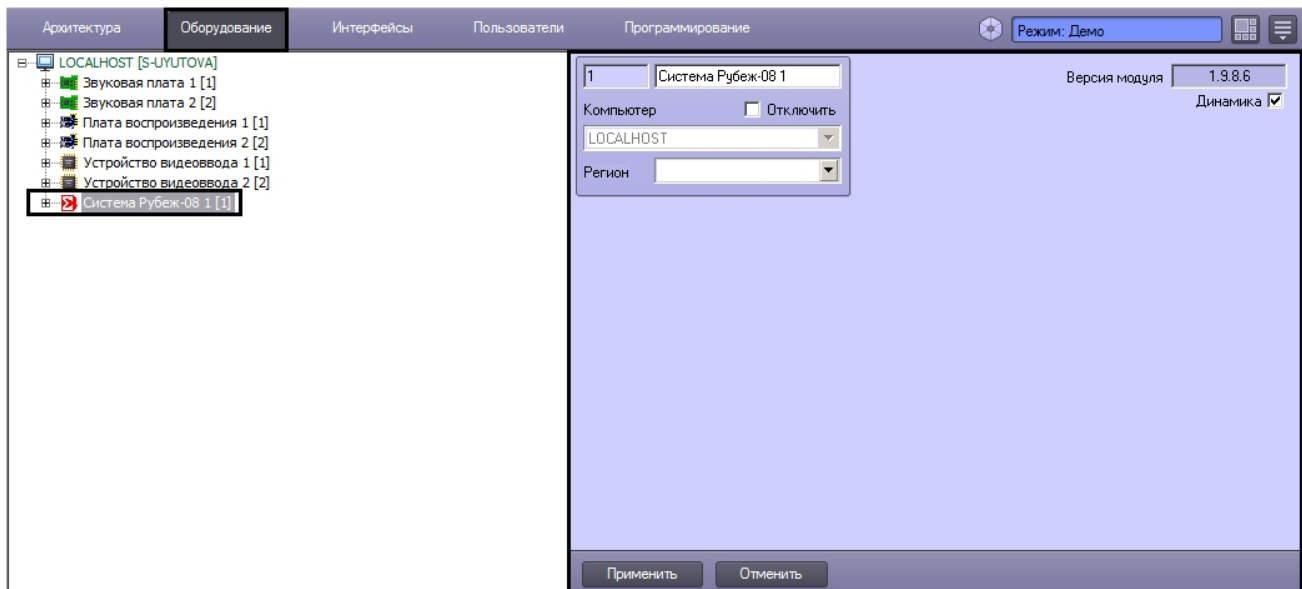 Архитектура Оборудование Интерфейсы Пользователи Программирование Режим: Демо
LOCALHOST [S-UYUTOVA]
Звуковая плата 1 [1]
Звуковая плата 2 [2]
Плата воспроизведения 1 [1]
Плата воспроизведения 2 [2]
Устройство видеоввода 1 [1]
Устройство видеоввода 2 [2]
Система Рубеж-08 1 [1]
1 Система Рубеж-08 1
Компьютер Отключить
LOCALHOST
Регион
Версия модуля 1.9.8.6
Динамика
Применить Отменить